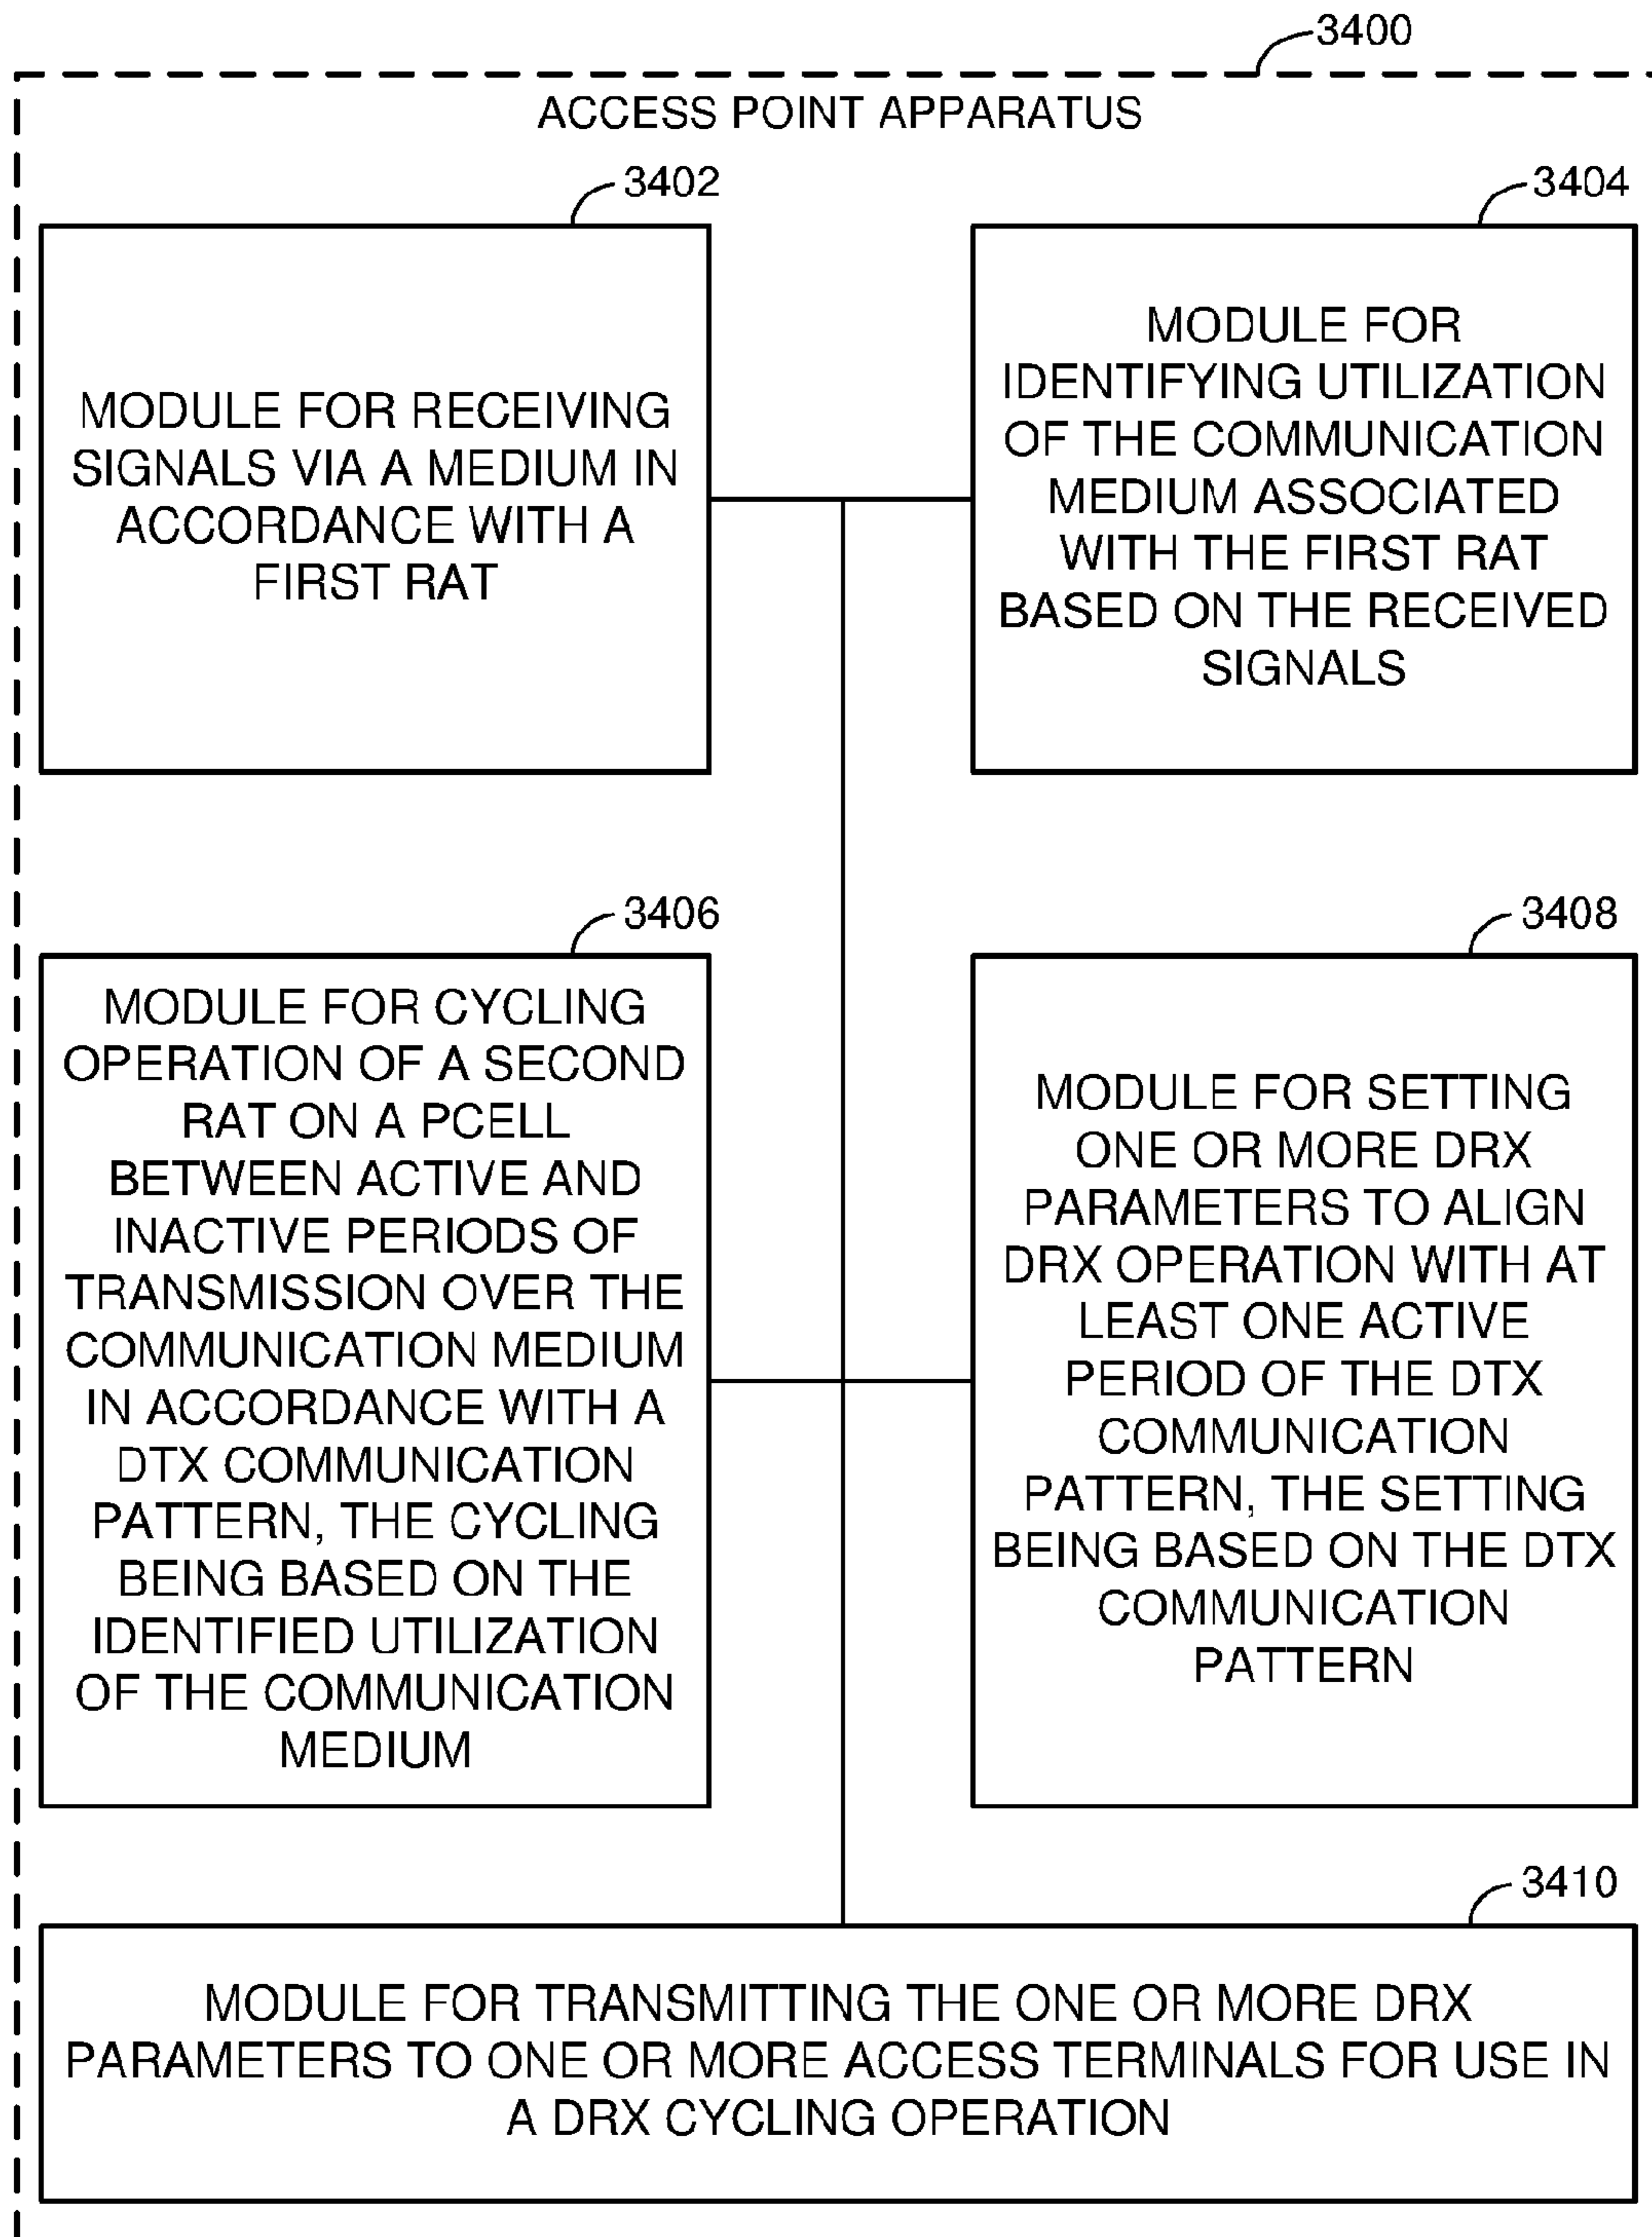 3400
ACCESS POINT APPARATUS
3402
MODULE FOR RECEIVING
SIGNALS VIA A MEDIUM IN
ACCORDANCE WITH A
FIRST RAT
3404
MODULE FOR
IDENTIFYING UTILIZATION
OF THE COMMUNICATION
MEDIUM ASSOCIATED
WITH THE FIRST RAT
BASED ON THE RECEIVED
SIGNALS
3406
MODULE FOR CYCLING
OPERATION OF A SECOND
RAT ON A PCELL
BETWEEN ACTIVE AND
INACTIVE PERIODS OF
TRANSMISSION OVER THE
COMMUNICATION MEDIUM
IN ACCORDANCE WITH A
DTX COMMUNICATION
PATTERN, THE CYCLING
BEING BASED ON THE
IDENTIFIED UTILIZATION
OF THE COMMUNICATION
MEDIUM
3408
MODULE FOR SETTING
ONE OR MORE DRX
PARAMETERS TO ALIGN
DRX OPERATION WITH AT
LEAST ONE ACTIVE
PERIOD OF THE DTX
COMMUNICATION
PATTERN, THE SETTING
BEING BASED ON THE DTX
COMMUNICATION
PATTERN
3410
MODULE FOR TRANSMITTING THE ONE OR MORE DRX
PARAMETERS TO ONE OR MORE ACCESS TERMINALS FOR USE IN
A DRX CYCLING OPERATION